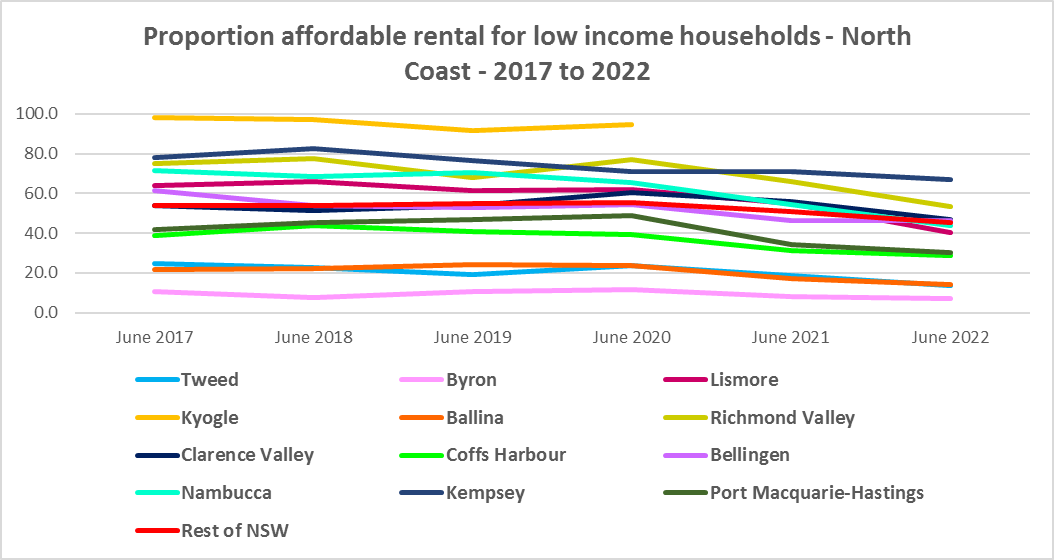 Proportion affordable rental for low income households - North
Coast - 2017 to 2022
100.0
80.0
60.0
40.0
20.0
0.0
June 2017 June 2018 June 2019 June 2020 June 2021 June 2022
Tweed Byron Lismore
Kyogle Ballina Richmond Valley
Clarence Valley Coffs Harbour Bellingen
Nambucca Kempsey Port Macquarie-Hastings
Rest of NSW